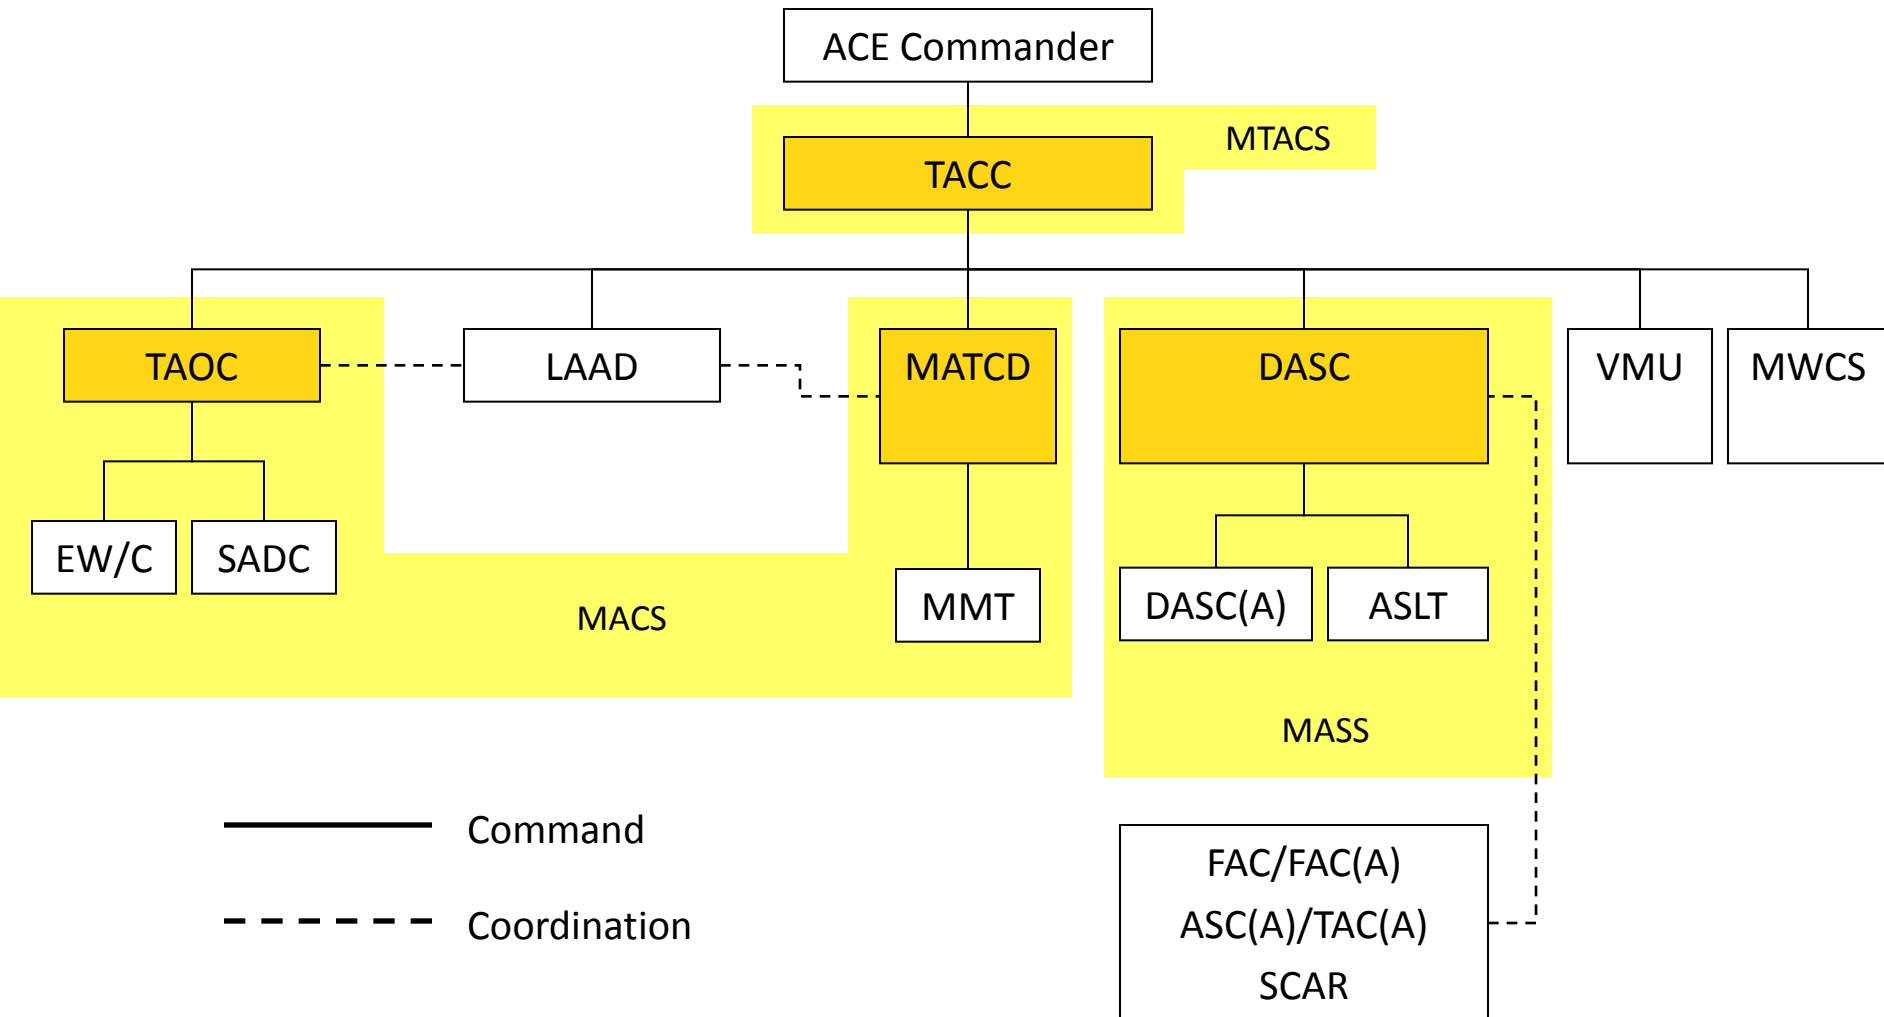 ACE Commander
MTACS
TACC
TAOC
LAAD
MATCD
DASC
VMU
MWCS
EW/C
SADC
MACS
MMT
DASC(A)
ASLT
MASS
Command
Coordination
FAC/FAC(A)
ASC(A)/TAC(A)
SCAR